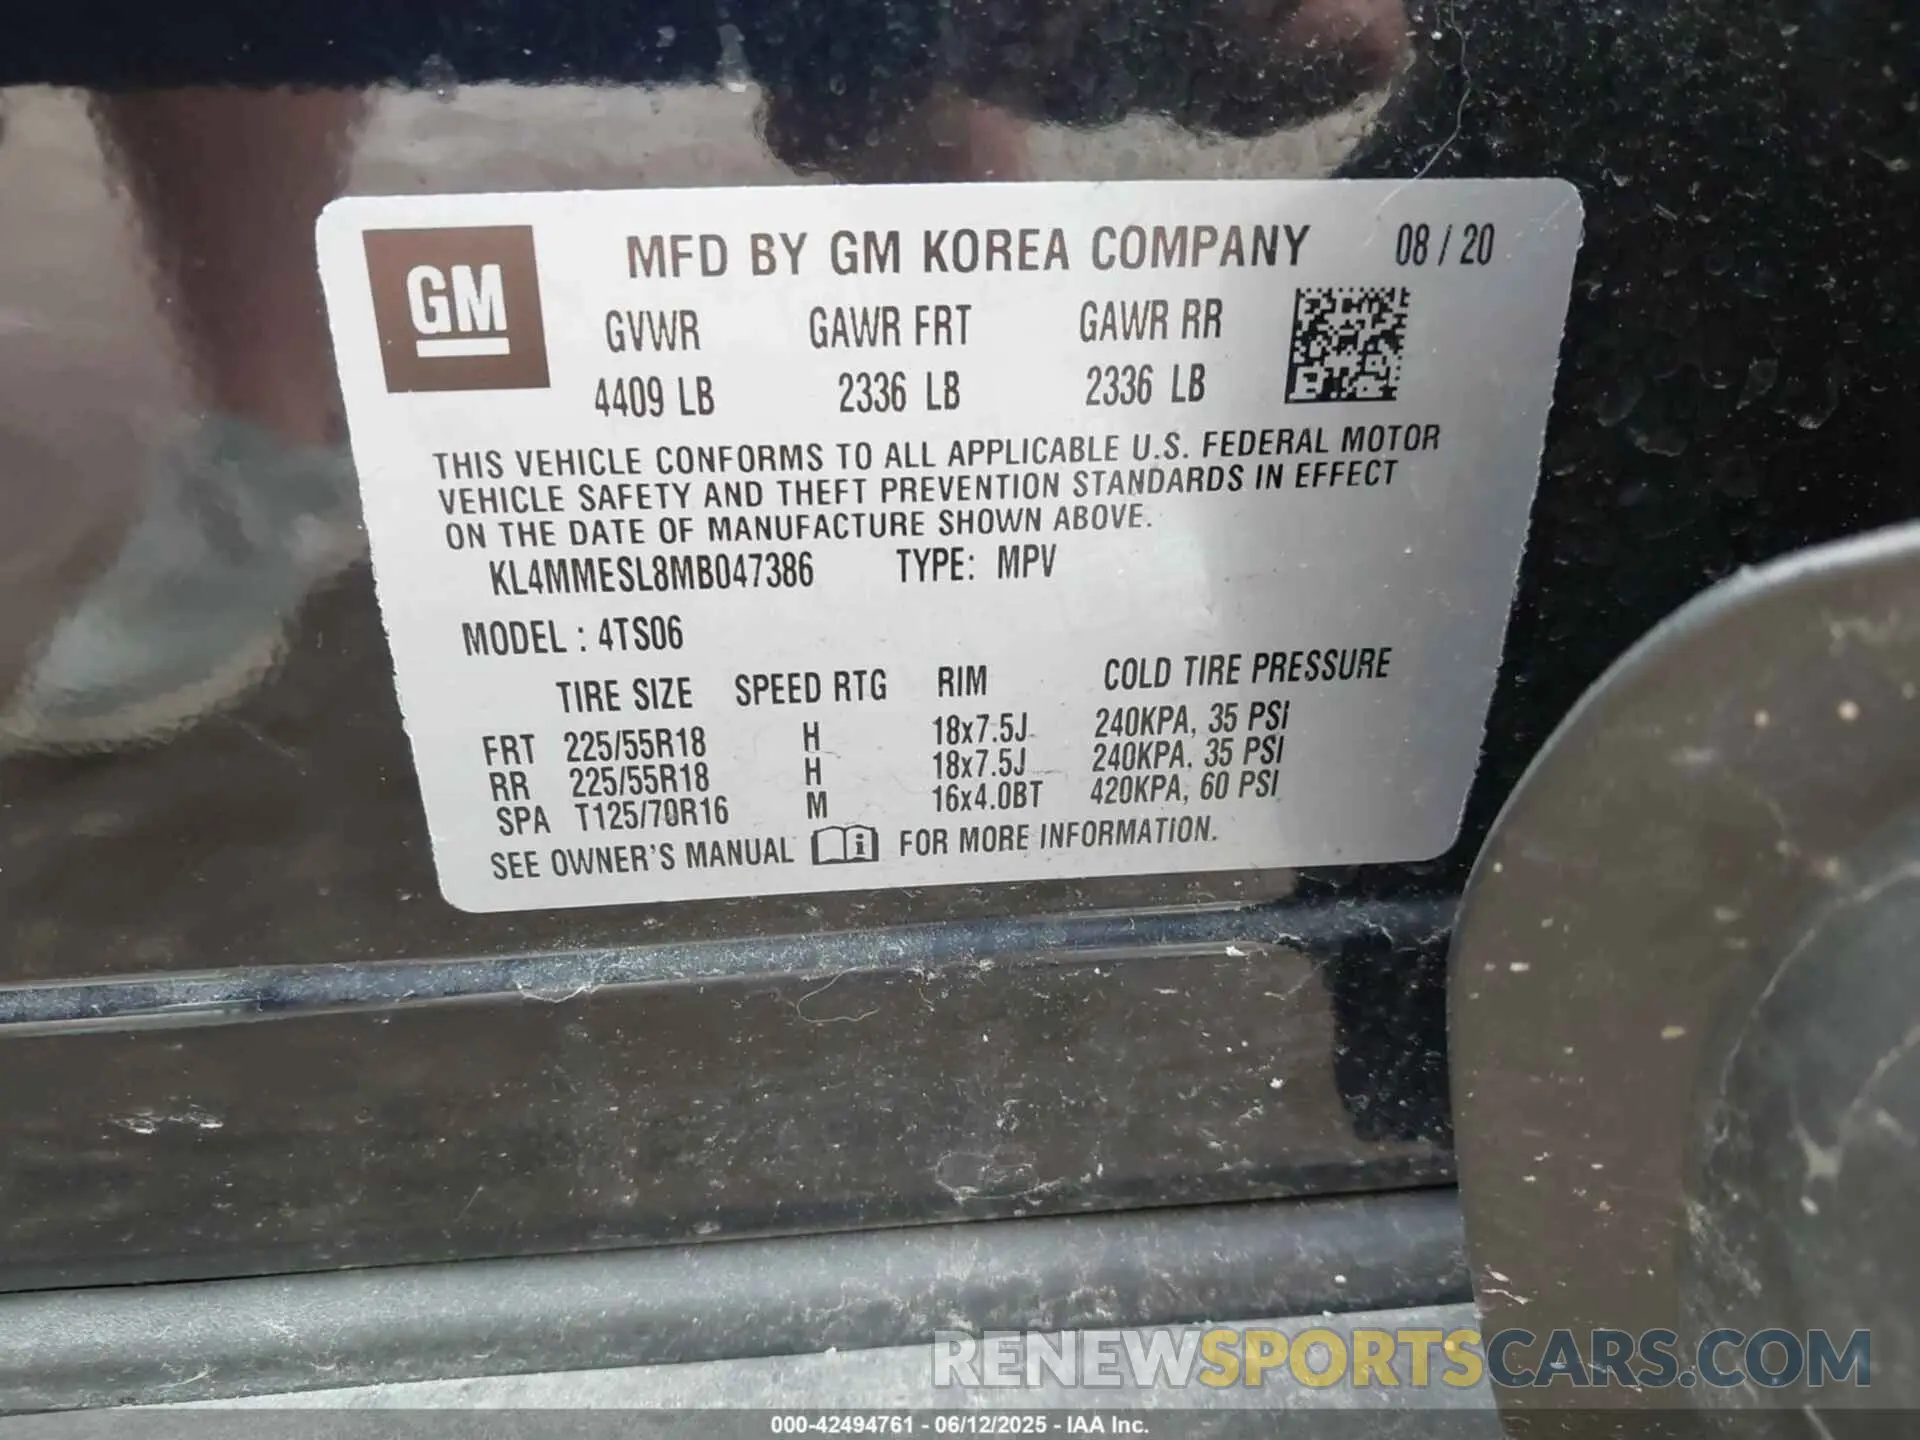 GM
MFD BY GM KOREA COMPANY 08 / 20
GVWR GAWR FRT GAWR RR
4409 LB 2336 LB 2336 LB
THIS VEHICLE CONFORMS TO ALL APPLICABLE U.S. FEDERAL MOTOR
VEHICLE SAFETY AND THEFT PREVENTION STANDARDS IN EFFECT
ON THE DATE OF MANUFACTURE SHOWN ABOVE.
KL4MMESL8MB047386 TYPE: MPV
MODEL : 4TS06
TIRE SIZE SPEED RTG RIM COLD TIRE PRESSURE
FRT 225/55R18 H 18x7.5J 240KPA, 35 PSI
RR 225/55R18 H 18x7.5J 240KPA, 35 PSI
SPA T125/70R16 M 16x4.0BT 420KPA, 60 PSI
SEE OWNER'S MANUAL i FOR MORE INFORMATION.
RENEWSPORTSCARS.COM
000-42494761 - 06/12/2025 - IAA Inc.